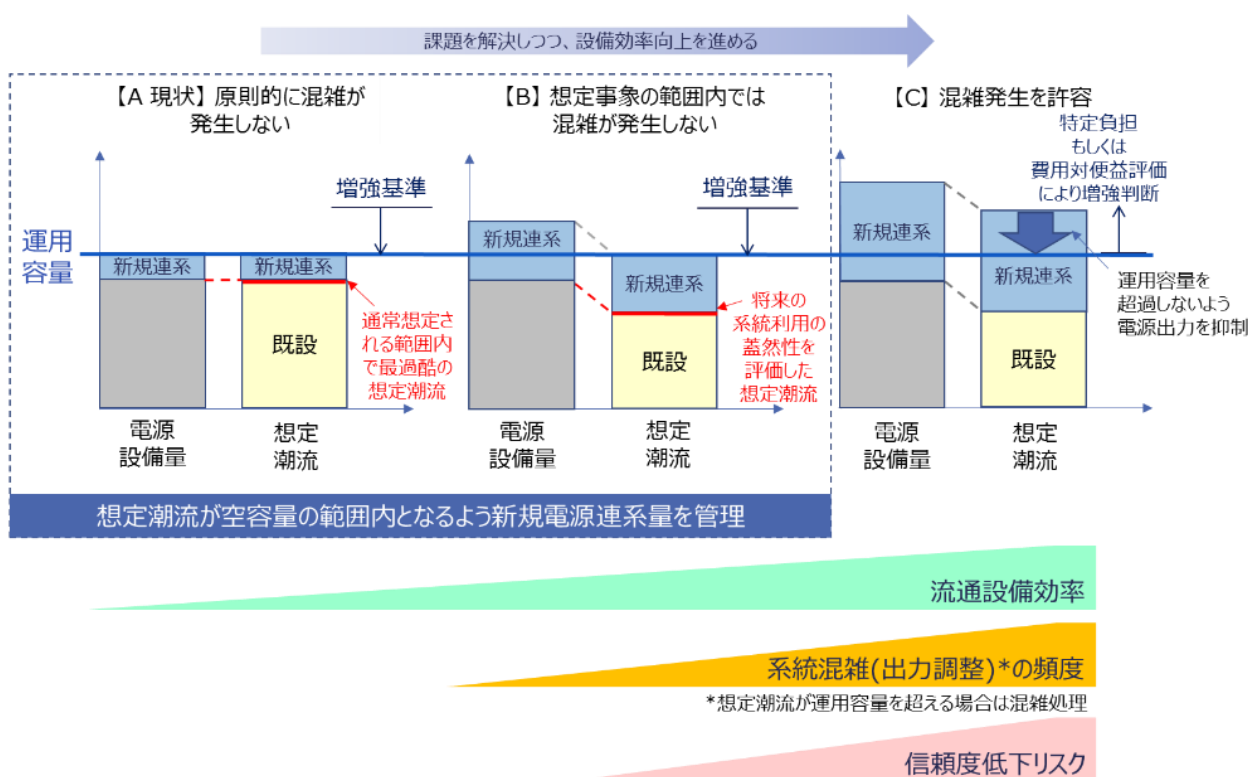 課題を解決しつつ、設備効率向上を進める
【A 現状】原則的に混雑が
発生しない
【B】想定事象の範囲内では
混雑が発生しない
【C】混雑発生を許容
特定負担
もしくは
費用対便益評価
により増強判断
増強基準
増強基準
運用
容量
新規連系
新規連系
既設
通常想定さ
れる範囲内
で最過酷の
想定潮流
電源
設備量
想定
潮流
新規連系
新規連系
既設
将来の
系統利用の
蓋然性を
評価した
想定潮流
電源
設備量
想定
潮流
新規連系
新規連系
既設
運用容量を
超過しないよう
電源出力を抑制
電源
設備量
想定
潮流
想定潮流が空容量の範囲内となるよう新規電源連系量を管理
流通設備効率
系統混雑(出力調整)*の頻度
*想定潮流が運用容量を超える場合は混雑処理
信頼度低下リスク